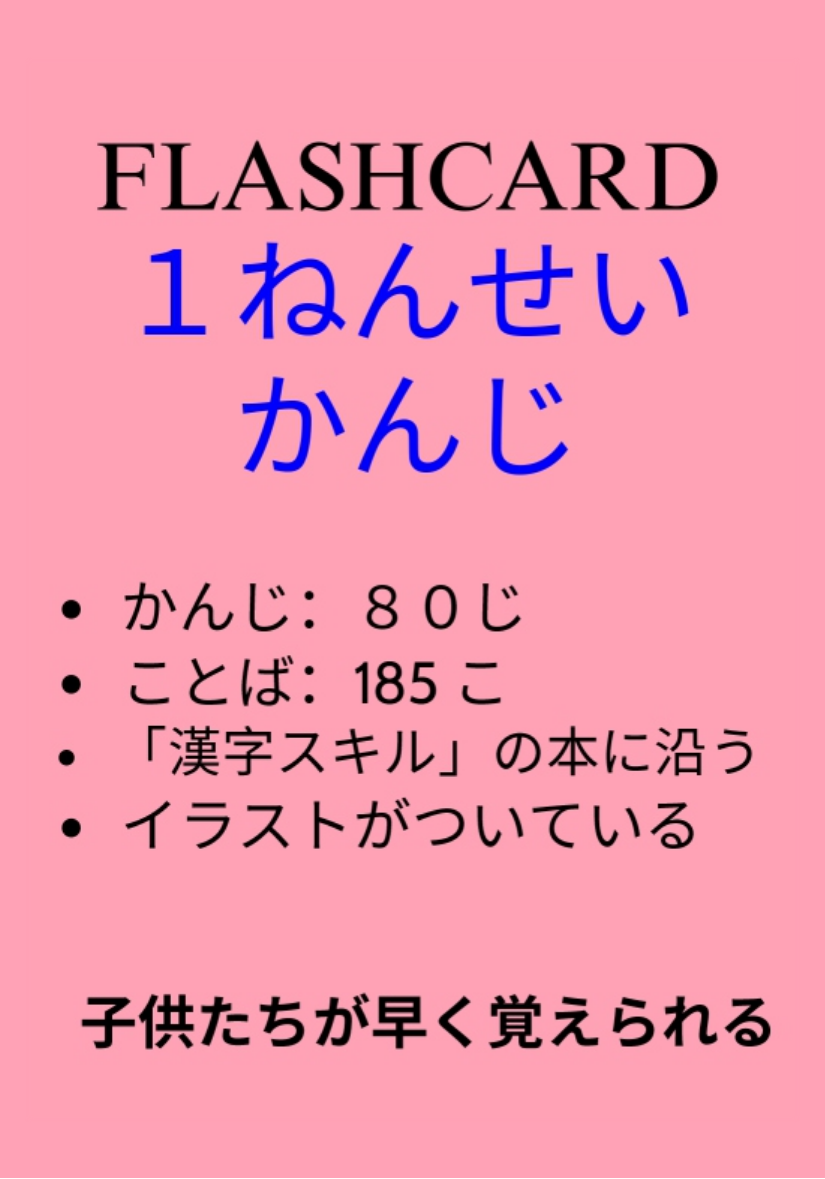 FLASHCARD
１ねんせい
かんじ
• かんじ： ８０じ
• ことば：185 こ
• 「漢字スキル」の本に沿う
• イラストがついている
子供たちが早く覚えられる